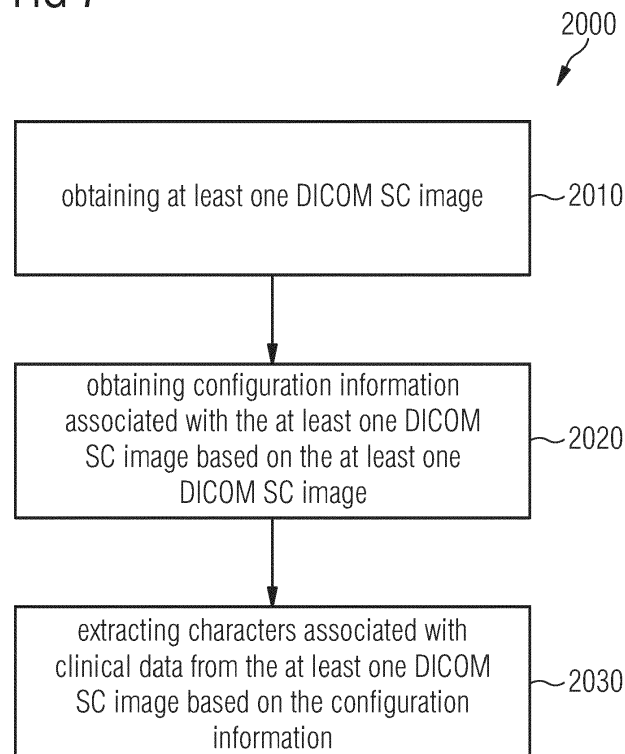 2000
obtaining at least one DICOM SC image
2010
obtaining configuration information
associated with the at least one DICOM
SC image based on the at least one
DICOM SC image
2020
extracting characters associated with
clinical data from the at least one DICOM
SC image based on the configuration
information
2030